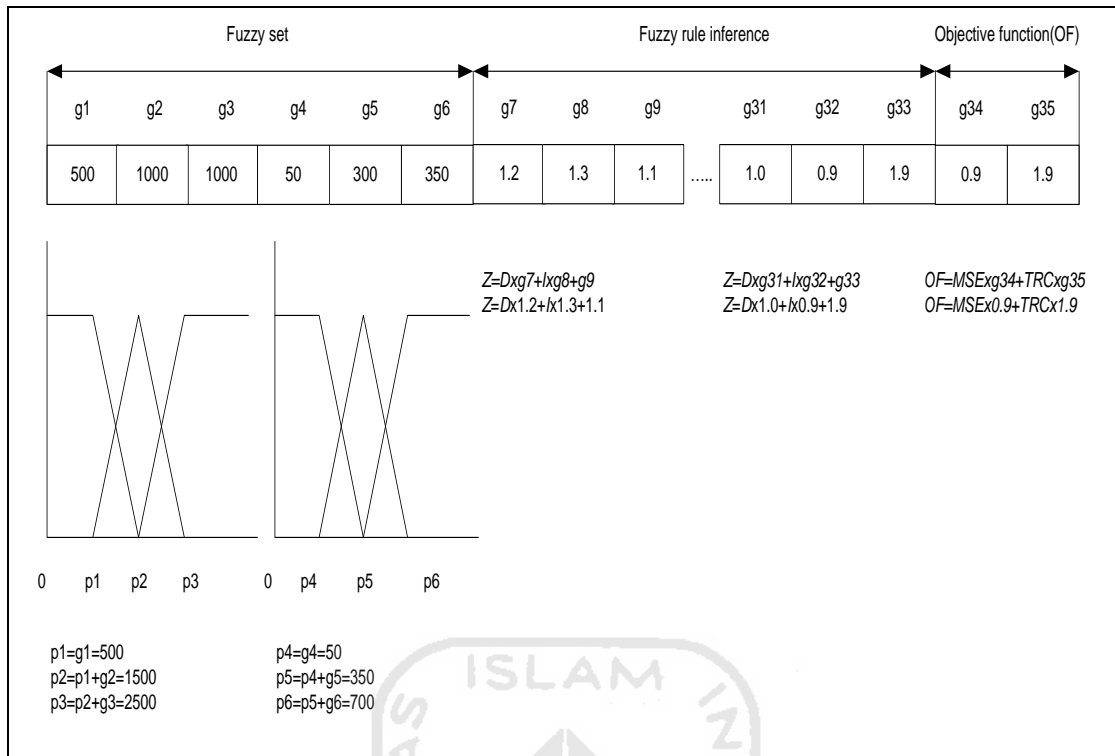 Fuzzy set Fuzzy rule inference Objective function(OF)
g1 g2 g3 g4 g5 g6 g7 g8 g9 g31 g32 g33 g34 g35
500 1000 1000 50 300 350 1.2 1.3 1.1 ..... 1.0 0.9 1.9 0.9 1.9
Z=Dxg7+Ixg8+g9 Z=Dxg31+Ixg32+g33 OF=MSExg34+TRCxg35
Z=Dx1.2+Ix1.3+1.1 Z=Dx1.0+Ix0.9+1.9 OF=MSEx0.9+TRCx1.9
0 p1 p2 p3 0 p4 p5 p6
p1=g1=500 p4=g4=50
p2=p1+g2=1500 p5=p4+g5=350
p3=p2+g3=2500 p6=p5+g6=700
ISLAM